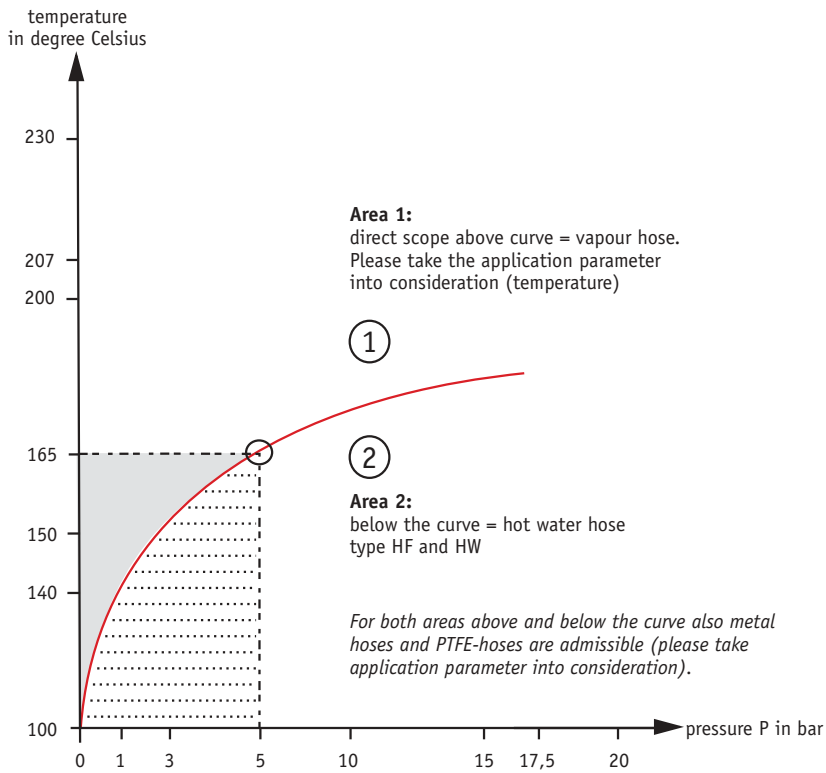 temperature
in degree Celsius
230
Area 1:
direct scope above curve = vapour hose.
Please take the application parameter
into consideration (temperature)
207
200
1
165
2
Area 2:
below the curve = hot water hose
type HF and HW
150
140
For both areas above and below the curve also metal
hoses and PTFE-hoses are admissible (please take
application parameter into consideration).
100
pressure P in bar
0 1 3 5 10 15 17,5 20